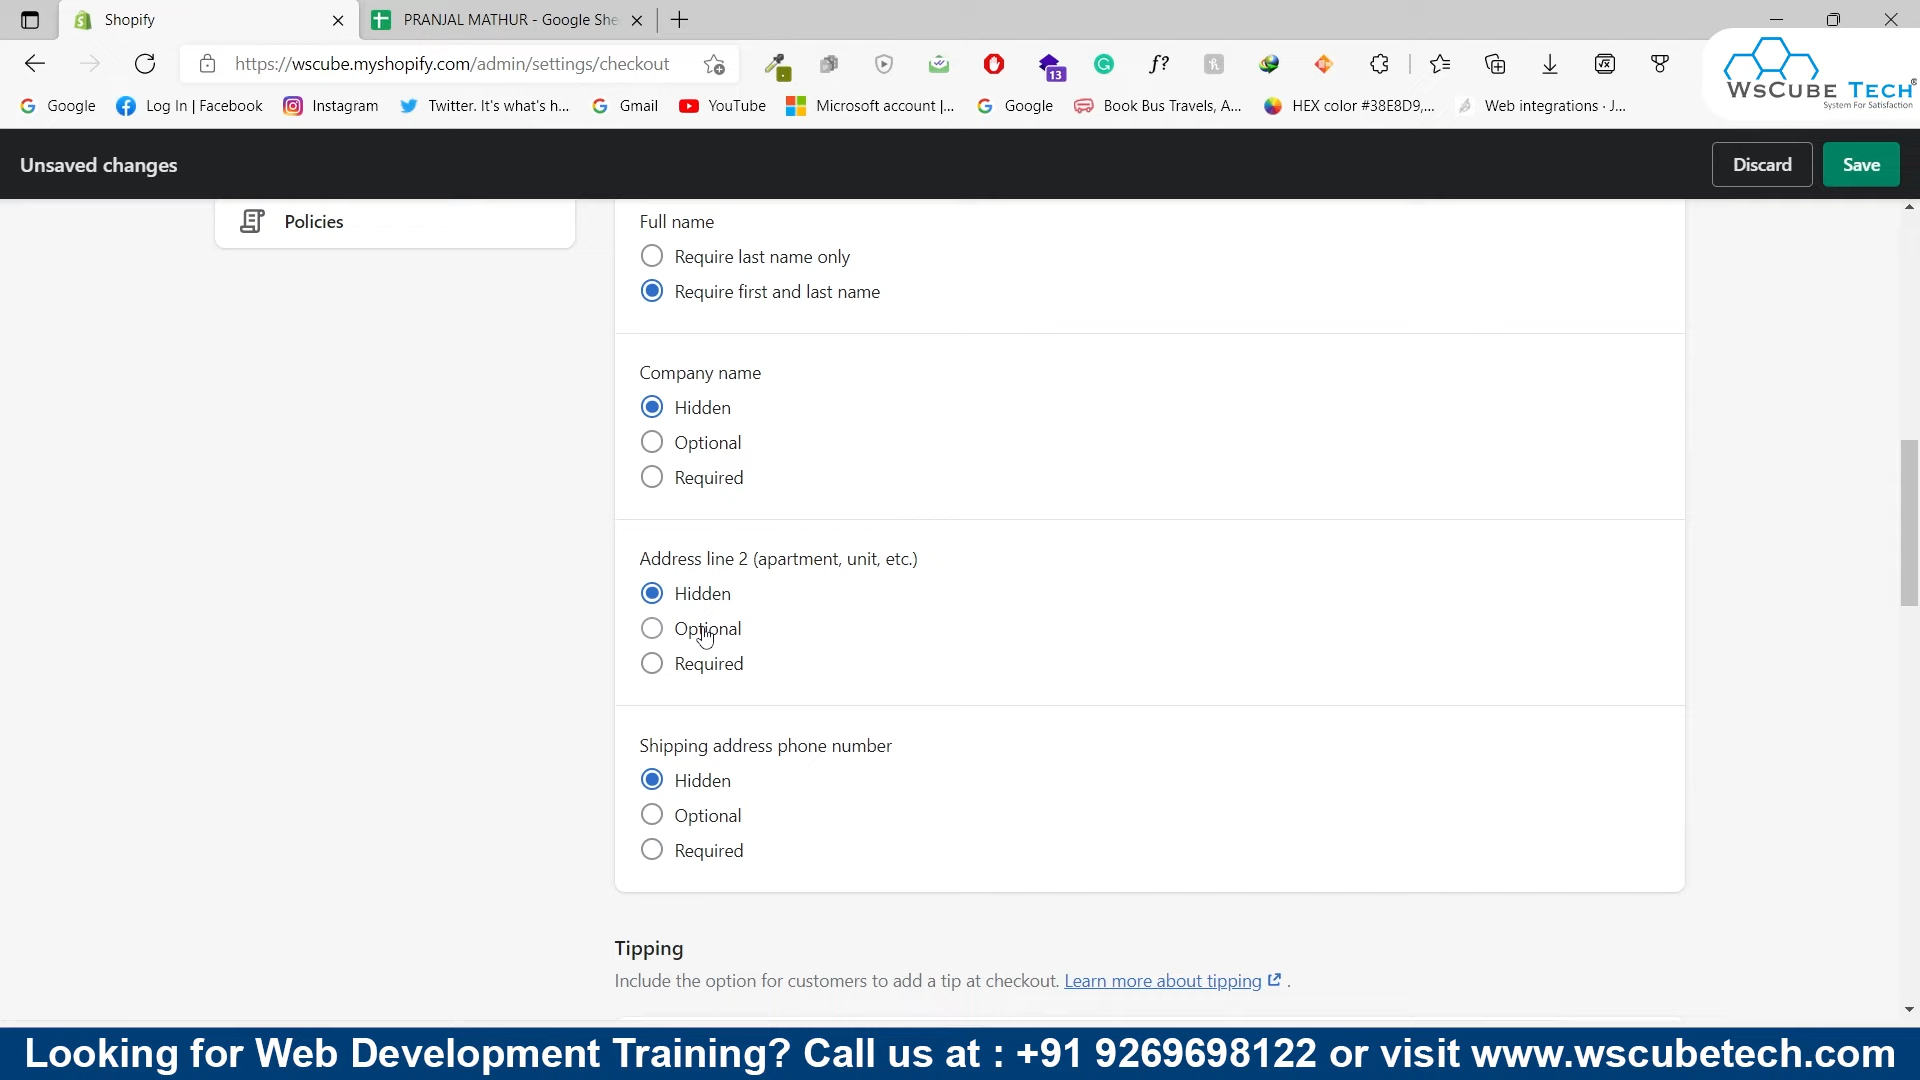 Shopify
PRANJAL MATHUR - Google She
https://wscube.myshopify.com/admin/settings/checkout
13
f?
WsCube Tech®
System For Satisfaction
Google
Log In | Facebook
Instagram
Twitter. It's what's h...
Gmail
YouTube
Microsoft account |...
Google
Book Bus Travels, A...
HEX color #38E8D9,...
Web integrations · J...
Unsaved changes
Discard
Save
Policies
Full name
Require last name only
Require first and last name
Company name
Hidden
Optional
Required
Address line 2 (apartment, unit, etc.)
Hidden
Optional
Required
Shipping address phone number
Hidden
Optional
Required
Tipping
Include the option for customers to add a tip at checkout. Learn more about tipping .
Looking for Web Development Training? Call us at : +91 9269698122 or visit www.wscubetech.com